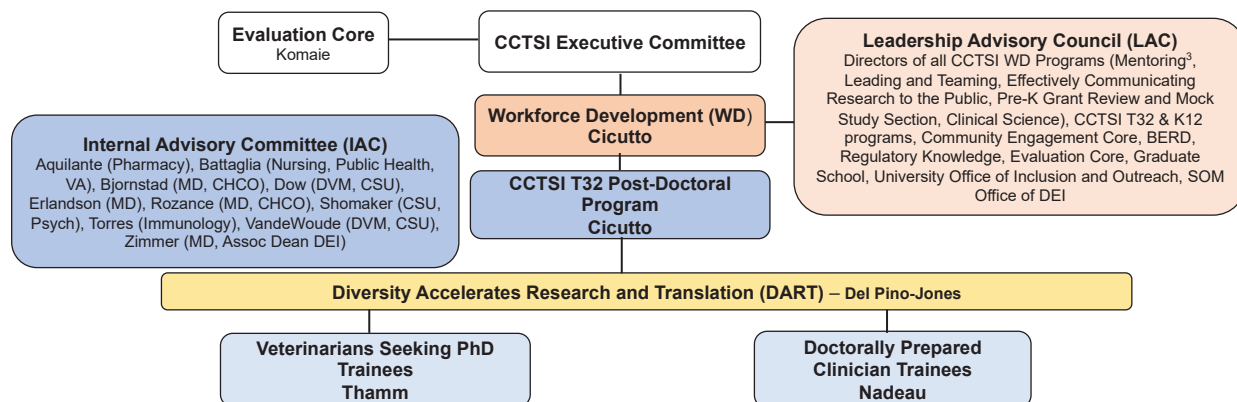 Evaluation Core
Komaie
CCTSI Executive Committee
Leadership Advisory Council (LAC)
Directors of all CCTSI WD Programs (Mentoring³,
Leading and Teaming, Effectively Communicating
Research to the Public, Pre-K Grant Review and Mock
Study Section, Clinical Science), CCTSI T32 & K12
programs, Community Engagement Core, BERD,
Regulatory Knowledge, Evaluation Core, Graduate
School, University Office of Inclusion and Outreach, SOM
Office of DEI
Workforce Development (WD)
Cicutto
Internal Advisory Committee (IAC)
Aquilante (Pharmacy), Battaglia (Nursing, Public Health,
VA), Bjornstad (MD, CHCO), Dow (DVM, CSU),
Erlandson (MD), Rozance (MD, CHCO), Shomaker (CSU,
Psych), Torres (Immunology), VandeWoude (DVM, CSU),
Zimmer (MD, Assoc Dean DEI)
CCTSI T32 Post-Doctoral
Program
Cicutto
Diversity Accelerates Research and Translation (DART) – Del Pino-Jones
Veterinarians Seeking PhD
Trainees
Thamm
Doctorally Prepared
Clinician Trainees
Nadeau